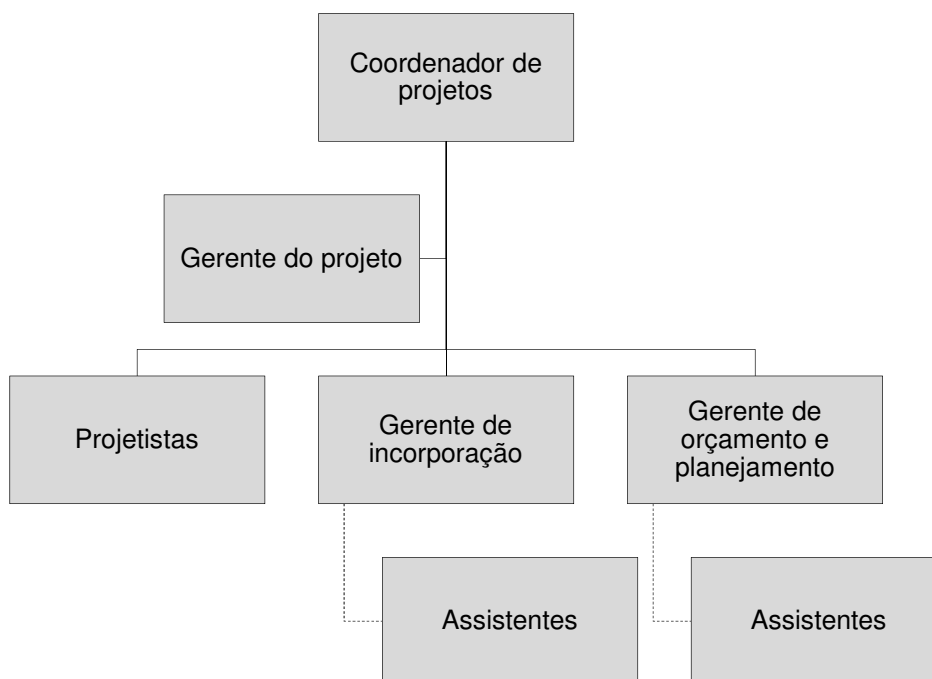 Coordenador de
projetos
Gerente do projeto
Projetistas
Gerente de
incorporação
Gerente de
orçamento e
planejamento
Assistentes
Assistentes